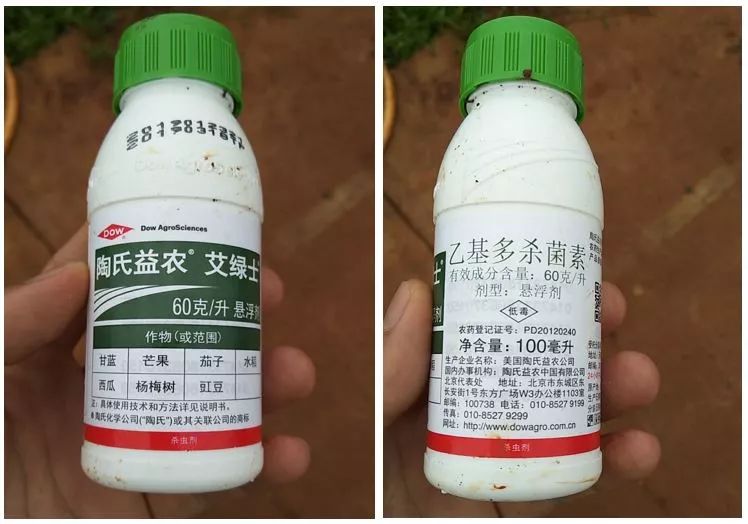 DOW
Dow AgroSciences
陶氏益农® 艾绿士
60克/升 悬浮剂
作物(或范围)
甘蓝 芒果 茄子 水稻
西瓜 杨梅树 豇豆
注:具体使用技术和方法详见说明书。
陶氏化学公司("陶氏")或其关联公司的商标
杀虫剂
乙基多杀菌素
有效成分含量:60克/升
剂型:悬浮剂
低毒
农药登记证号:PD20120240
净含量:100毫升
生产企业名称:美国陶氏益农公司
国内办事机构:陶氏益农中国有限公司
北京代表处 地址:北京市东城区东
长安街1号东方广场W3办公楼1103室
邮编:100738 电话:010-8527 9199
传真:010-8527 9299
网址:http://www.dowagro.com.cn
杀虫剂